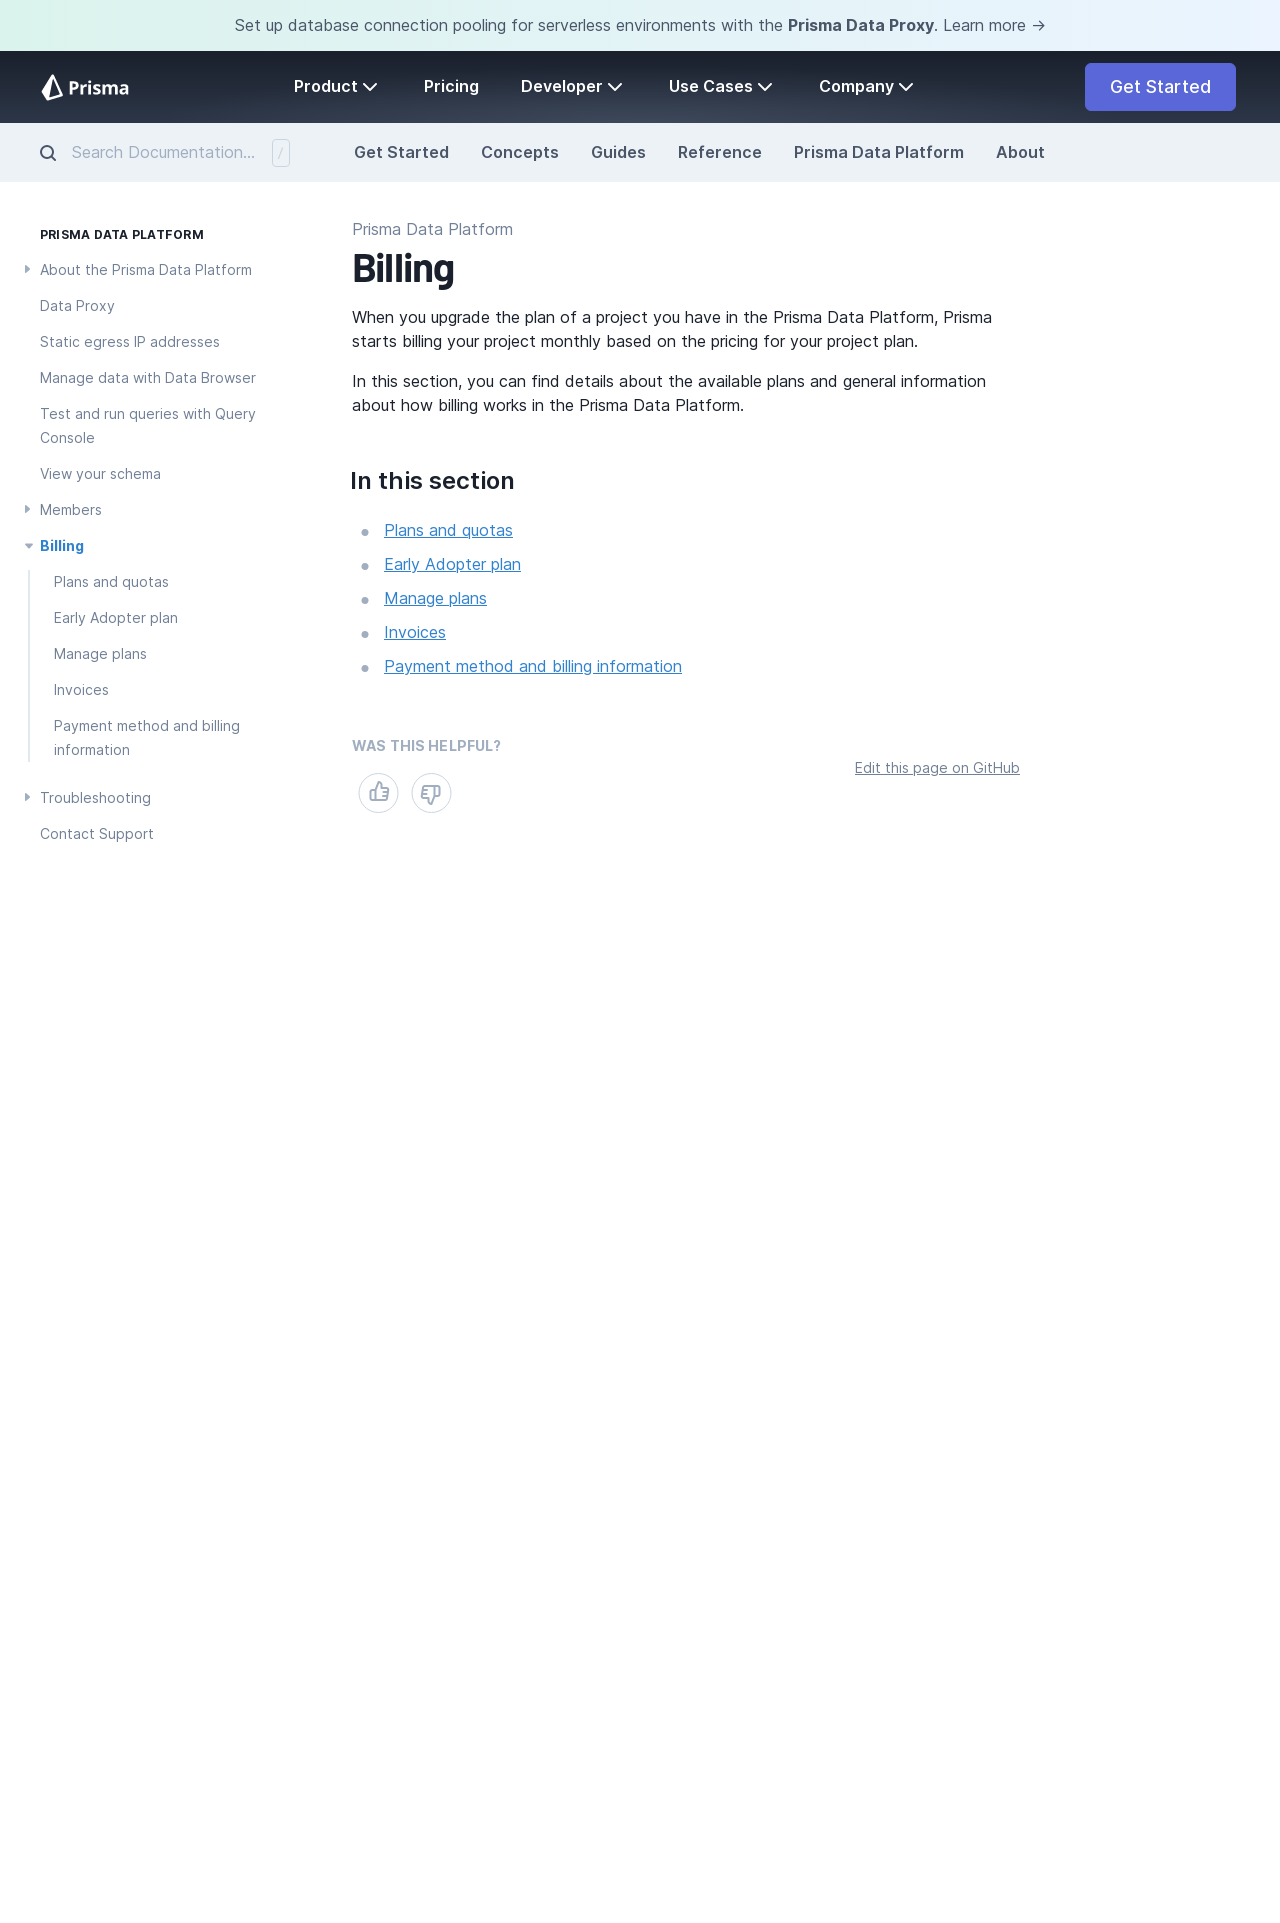 Set up database connection pooling for serverless environments with the Prisma Data Proxy. Learn more →
Prisma
Product
Pricing
Developer
Use Cases
Company
Get Started
Search Documentation...
/
Get Started
Concepts
Guides
Reference
Prisma Data Platform
About
PRISMA DATA PLATFORM
About the Prisma Data Platform
Data Proxy
Static egress IP addresses
Manage data with Data Browser
Test and run queries with Query
Console
View your schema
Members
Billing
Plans and quotas
Early Adopter plan
Manage plans
Invoices
Payment method and billing
information
Troubleshooting
Contact Support
Prisma Data Platform
Billing
When you upgrade the plan of a project you have in the Prisma Data Platform, Prisma
starts billing your project monthly based on the pricing for your project plan.
In this section, you can find details about the available plans and general information
about how billing works in the Prisma Data Platform.
In this section
Plans and quotas
Early Adopter plan
Manage plans
Invoices
Payment method and billing information
WAS THIS HELPFUL?
Edit this page on GitHub